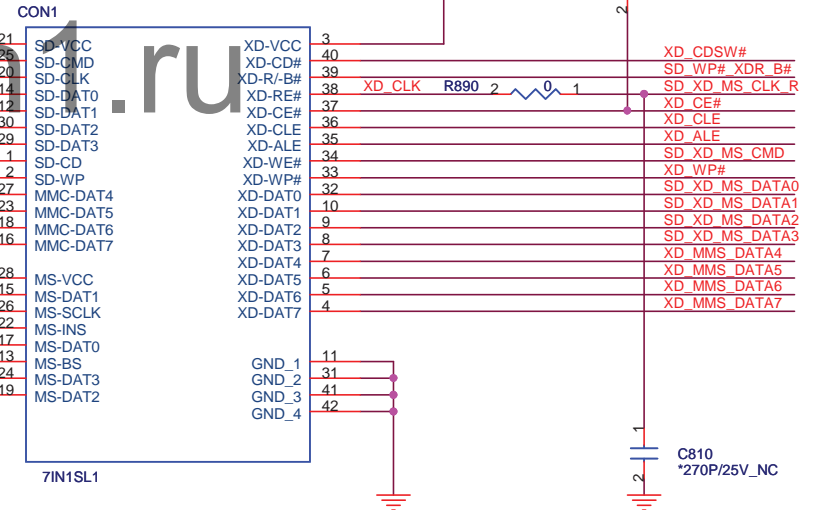 CON1
2
21 SD-VCC XD-VCC 3
25 SD-CMD XD-CD# 40 XD_CDSW#
20 SD-CLK XD-R/-B# 39 SD_WP#_XDR_B#
14 SD-DAT0 XD-RE# 38 XD_CLK R890 2 0 1 SD_XD_MS_CLK_R
12 SD-DAT1 XD-CE# 37 XD_CE#
30 SD-DAT2 XD-CLE 36 XD_CLE
29 SD-DAT3 XD-ALE 35 XD_ALE
1 SD-CD XD-WE# 34 SD_XD_MS_CMD
2 SD-WP XD-WP# 33 XD_WP#
27 MMC-DAT4 XD-DAT0 32 SD_XD_MS_DATA0
23 MMC-DAT5 XD-DAT1 10 SD_XD_MS_DATA1
18 MMC-DAT6 XD-DAT2 9 SD_XD_MS_DATA2
16 MMC-DAT7 XD-DAT3 8 SD_XD_MS_DATA3
XD-DAT4 7 XD_MMS_DATA4
28 MS-VCC XD-DAT5 6 XD_MMS_DATA5
15 MS-DAT1 XD-DAT6 5 XD_MMS_DATA6
26 MS-SCLK XD-DAT7 4 XD_MMS_DATA7
22 MS-INS
17 MS-DAT0
13 MS-BS GND_1 11
24 MS-DAT3 GND_2 31
19 MS-DAT2 GND_3 41
GND_4 42
1
C810
*270P/25V_NC
2
7IN1SL1
1.ru